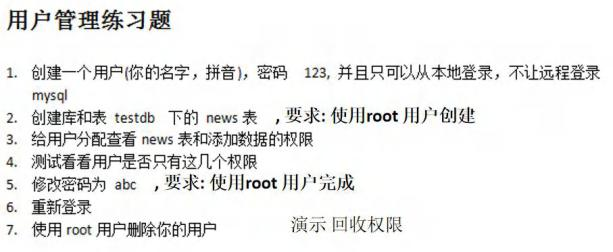 用户管理练习题
1. 创建一个用户(你的名字，拼音)，密码 123, 并且只可以从本地登录，不让远程登录
mysql
2. 创建库和表 testdb 下的 news 表 , 要求: 使用root 用户创建
3. 给用户分配查看 news 表和添加数据的权限
4. 测试看看用户是否只有这几个权限
5. 修改密码为 abc , 要求: 使用root 用户完成
6. 重新登录
7. 使用 root 用户删除你的用户 演示 回收权限